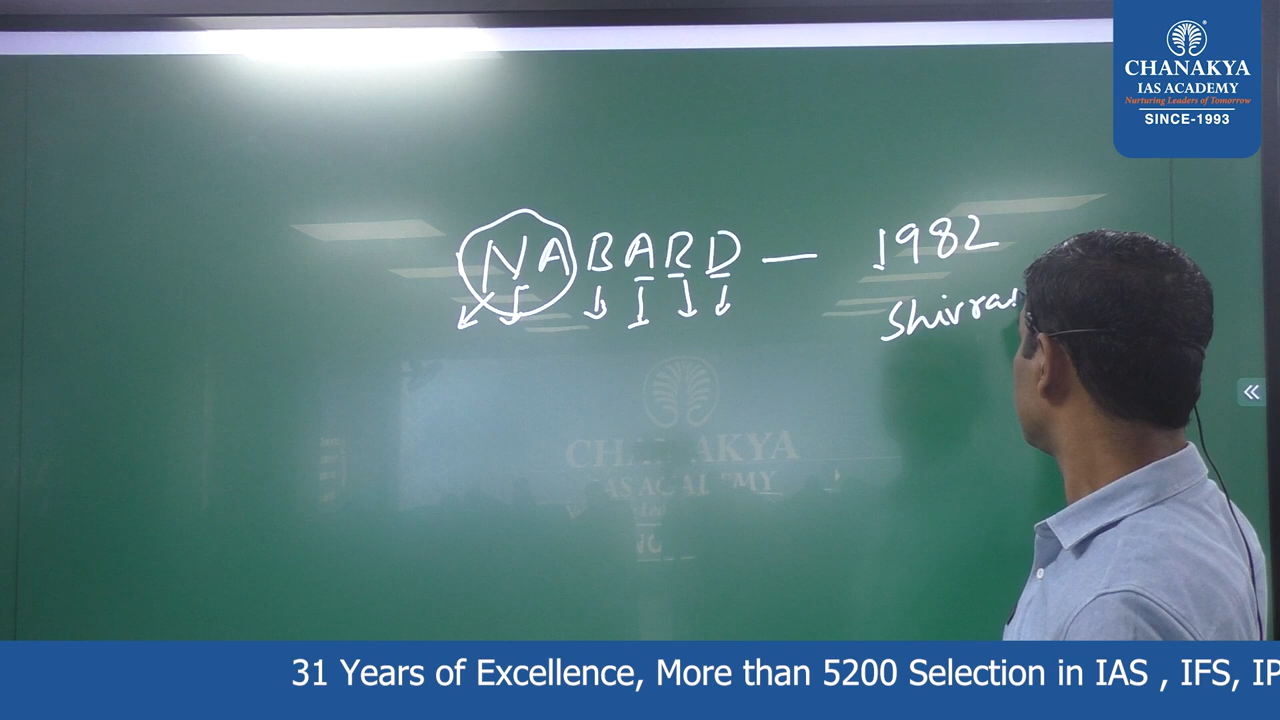 CHANAKYA
IAS ACADEMY
Nurturing Leaders of Tomorrow
SINCE-1993
NABARD — 1982
CHANAKYA
31 Years of Excellence, More than 5200 Selection in IAS , IFS, IP